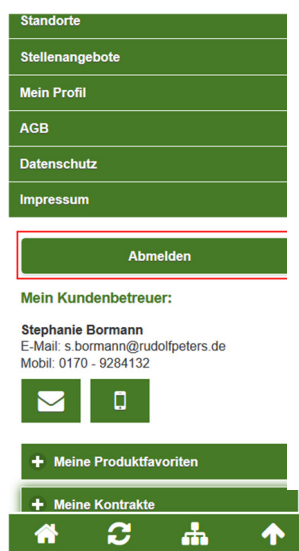 Standorte
Stellenangebote
Mein Profil
AGB
Datenschutz
Impressum
Abmelden
Mein Kundenbetreuer:
Stephanie Bormann
E-Mail: s.bormann@rudolfpeters.de
Mobil: 0170 - 9284132
Meine Produktfavoriten
Meine Kontrakte